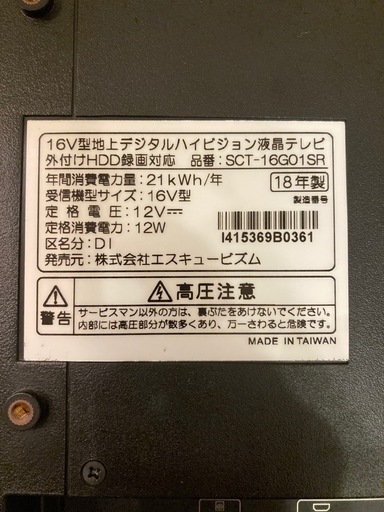 16V型地上デジタルハイビジョン液晶テレビ
外付けHDD録画対応 品番：SCT-16G01SR
年間消費電力量：21kWh/年 18年製
受信機型サイズ：16V型 製造番号
定格電圧：12V⎓
定格消費電力：12W
I415369B0361
区名分：DI
発売元：株式会社エスキュービズム
高圧注意
警告
サービスマン以外の方は、裏ぶたをあけないでください。
内部には高圧部分が数多くあり、万一さわると危険です。
MADE IN TAIWAN